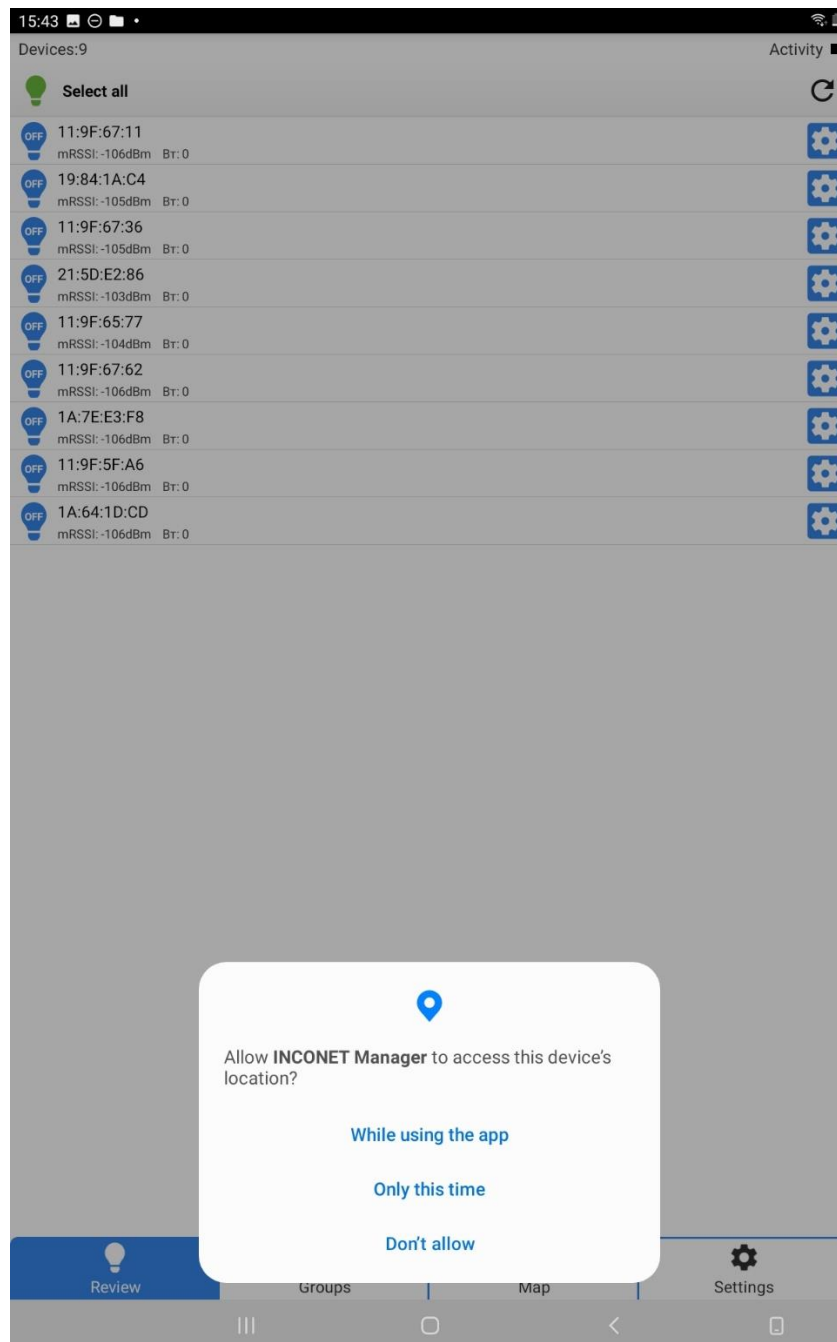 15:43
Devices:9
Activity
Select all
OFF
11:9F:67:11
mRSSI:-106dBm Вт:0
OFF
19:84:1A:C4
mRSSI:-105dBm Вт:0
OFF
11:9F:67:36
mRSSI:-105dBm Вт:0
OFF
21:5D:E2:86
mRSSI:-103dBm Вт:0
OFF
11:9F:65:77
mRSSI:-104dBm Вт:0
OFF
11:9F:67:62
mRSSI:-106dBm Вт:0
OFF
1A:7E:E3:F8
mRSSI:-106dBm Вт:0
OFF
11:9F:5F:A6
mRSSI:-106dBm Вт:0
OFF
1A:64:1D:CD
mRSSI:-106dBm Вт:0
Allow INCONET Manager to access this device's
location?
While using the app
Only this time
Don't allow
Review
Groups
Map
Settings